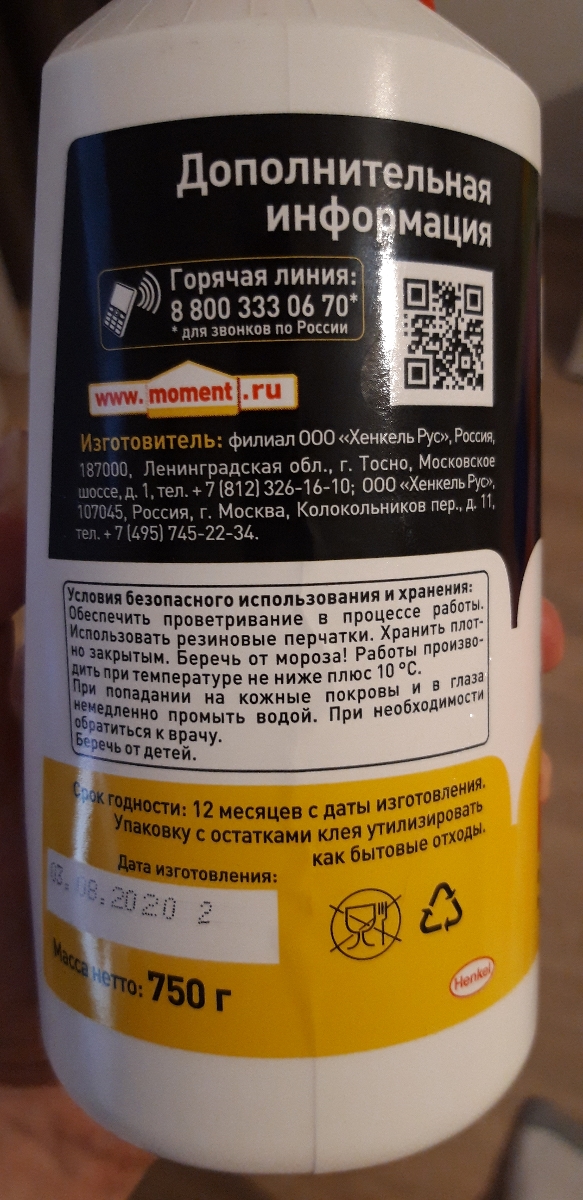 Дополнительная
информация
Горячая линия:
8 800 333 06 70*
* для звонков по России
www.moment.ru
Изготовитель: филиал ООО «Хенкель Рус», Россия,
187000, Ленинградская обл., г. Тосно, Московское
шоссе, д. 1, тел. + 7 (812) 326-16-10; ООО «Хенкель Рус»,
107045, Россия, г. Москва, Колокольников пер., д. 11,
тел. + 7 (495) 745-22-34.
Условия безопасного использования и хранения:
Обеспечить проветривание в процессе работы.
Использовать резиновые перчатки. Хранить плот-
но закрытым. Беречь от мороза! Работы произво-
дить при температуре не ниже плюс 10 °C.
При попадании на кожные покровы и в глаза
немедленно промыть водой. При необходимости
обратиться к врачу.
Беречь от детей.
Срок годности: 12 месяцев с даты изготовления.
Упаковку с остатками клея утилизировать
как бытовые отходы.
Дата изготовления:
03.08.2020 2
Масса нетто: 750 г
Henkel